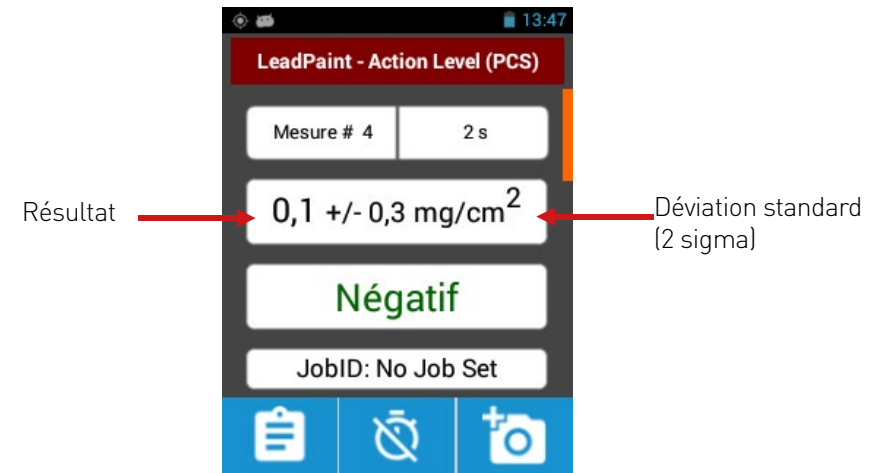 13:47
LeadPaint - Action Level (PCS)
Mesure # 4
2 s
Résultat
0,1 +/- 0,3 mg/cm²
Déviation standard
(2 sigma)
Négatif
JobID: No Job Set